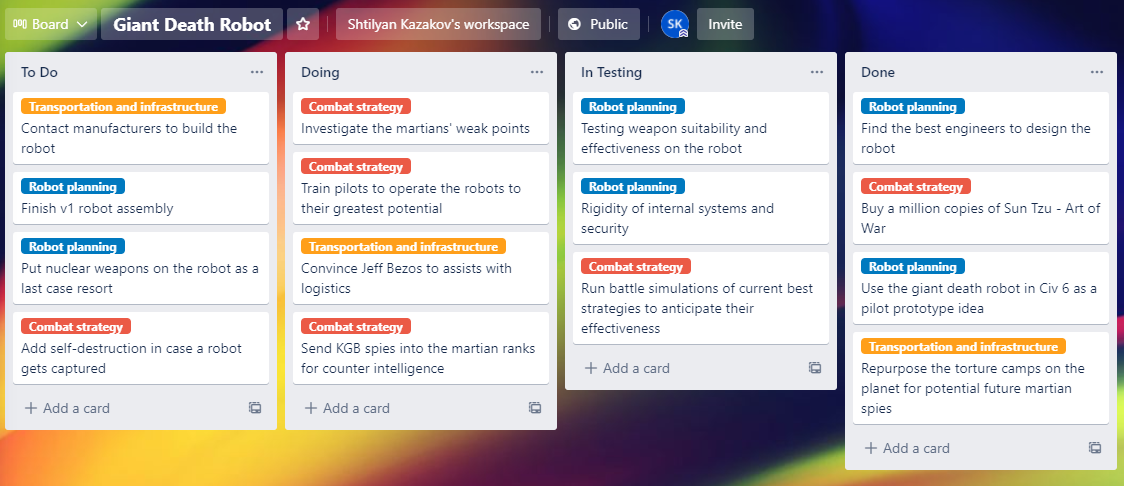 Board
Giant Death Robot
Shtilyan Kazakov's workspace
Public
SK
Invite
To Do
Transportation and infrastructure
Contact manufacturers to build the
robot
Robot planning
Finish v1 robot assembly
Robot planning
Put nuclear weapons on the robot as a
last case resort
Combat strategy
Add self-destruction in case a robot
gets captured
Add a card
Doing
Combat strategy
Investigate the martians' weak points
Combat strategy
Train pilots to operate the robots to
their greatest potential
Transportation and infrastructure
Convince Jeff Bezos to assists with
logistics
Combat strategy
Send KGB spies into the martian ranks
for counter intelligence
Add a card
In Testing
Robot planning
Testing weapon suitability and
effectiveness on the robot
Robot planning
Rigidity of internal systems and
security
Combat strategy
Run battle simulations of current best
strategies to anticipate their
effectiveness
Add a card
Done
Robot planning
Find the best engineers to design the
robot
Combat strategy
Buy a million copies of Sun Tzu - Art of
War
Robot planning
Use the giant death robot in Civ 6 as a
pilot prototype idea
Transportation and infrastructure
Repurpose the torture camps on the
planet for potential future martian
spies
Add a card